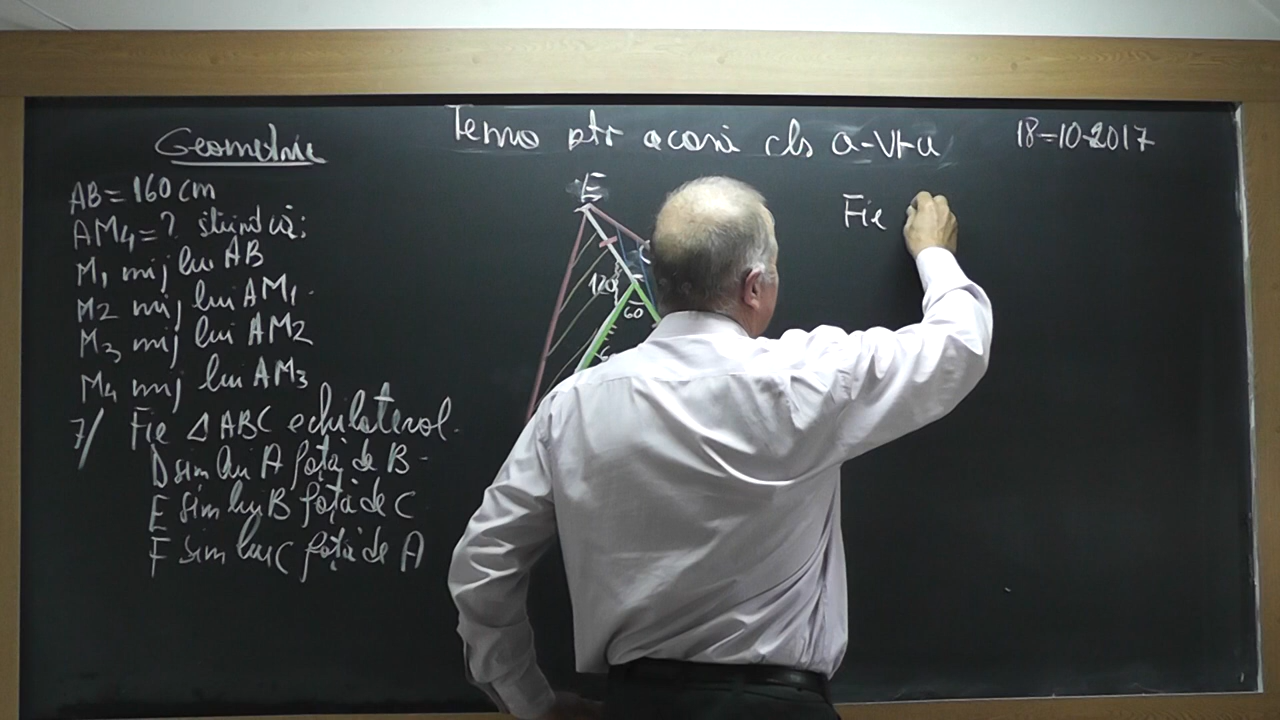 Geometrie
Tema ptr acasă cls a-VI-a
18-10-2017
AB = 160 cm
AM4 = ? știind că:
M1 mij lui AB
M2 mij lui AM1
M3 mij lui AM2
M4 mij lui AM3
7/ Fie △ ABC echilateral.
D sim lui A față de B
E sim lui B față de C
F sim lui C față de A
E
C
120
60
Fie